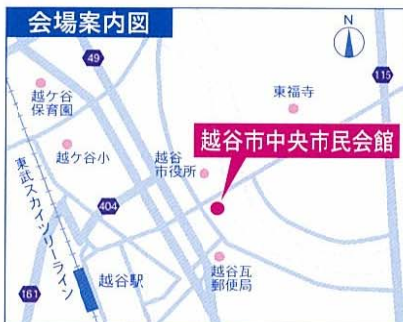 会場案内図
N
49
115
越ケ谷
保育園
東福寺
越谷市中央市民会館
越ケ谷小
越谷
市役所
東武スカイツリーライン
404
越谷瓦
郵便局
越谷駅
161